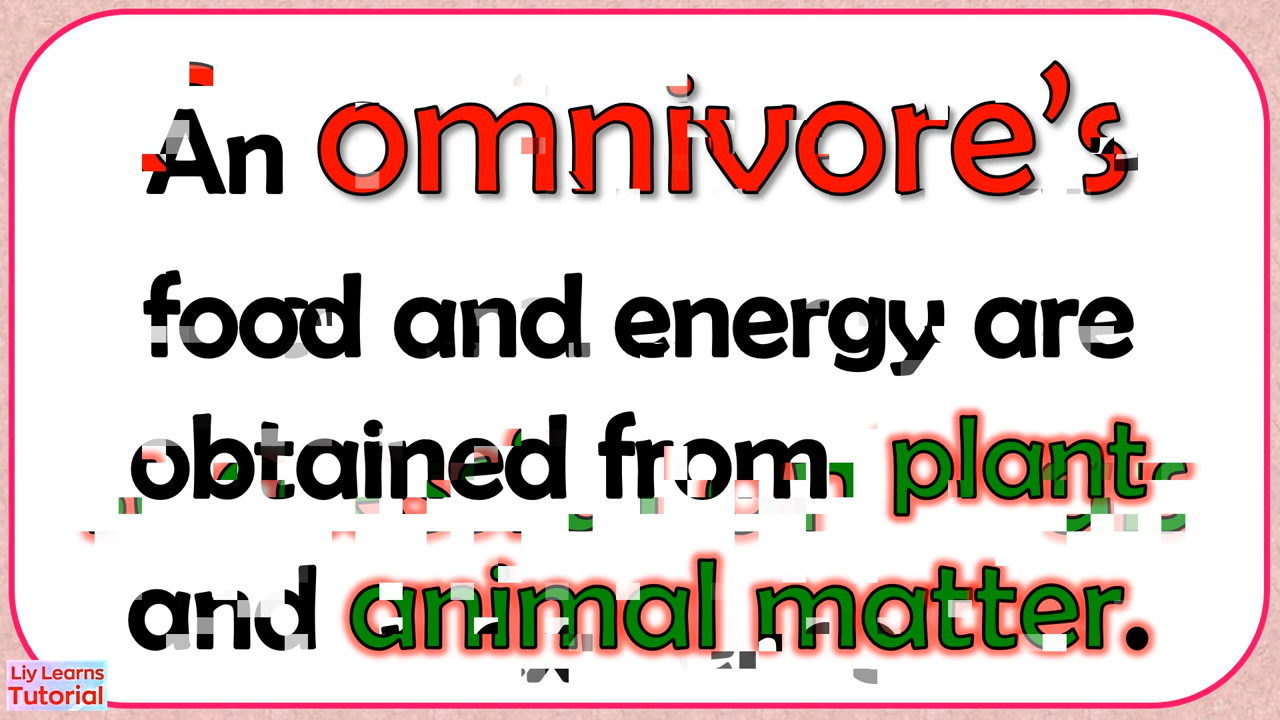 An omnivore's
food and energy are
obtained from plant
and animal matter.
Liy Learns
Tutorial